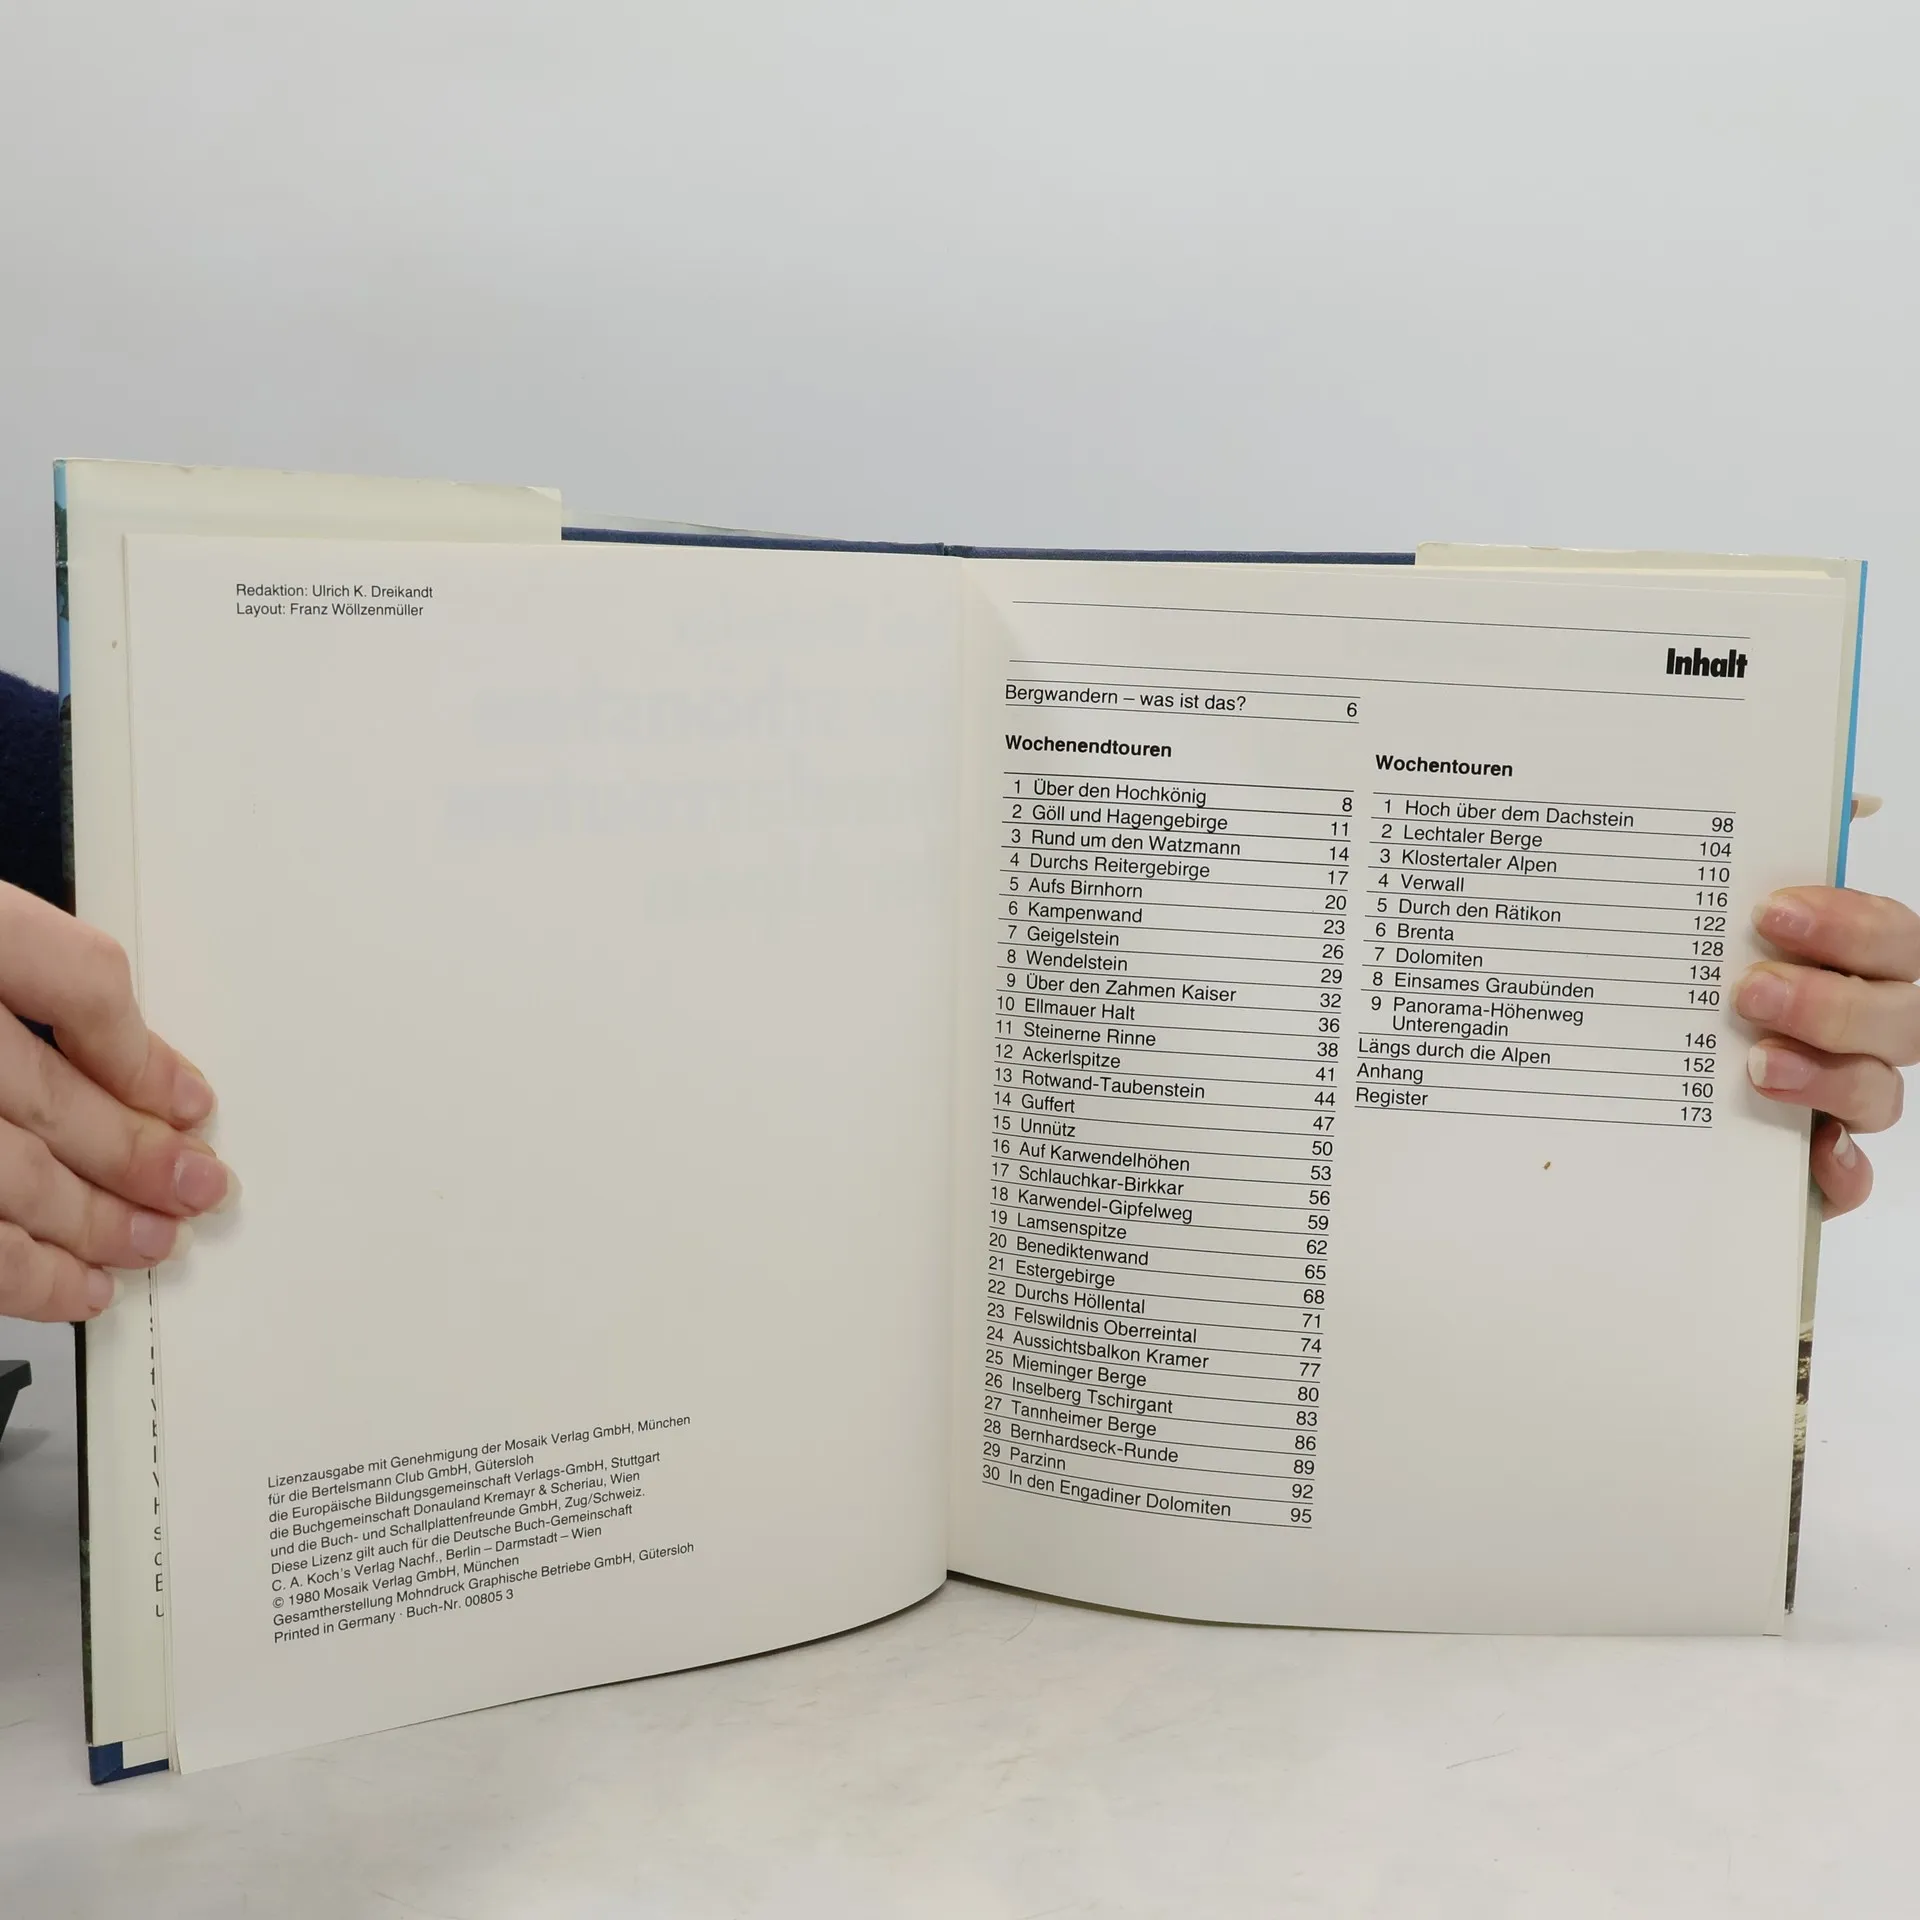 Redaktion: Ulrich K. Dreikandt
Layout: Franz Wöllzenmüller
Lizenzausgabe mit Genehmigung der Mosaik Verlag GmbH, München
für die Bertelsmann Club GmbH, Gütersloh
die Europäische Bildungsgemeinschaft Verlags-GmbH, Stuttgart
die Buchgemeinschaft Donauland Kremayr & Scheriau, Wien
und die Buch- und Schallplattenfreunde GmbH, Zug/Schweiz.
Diese Lizenz gilt auch für die Deutsche Buch-Gemeinschaft
C. A. Koch's Verlag Nachf., Berlin – Darmstadt – Wien
© 1980 Mosaik Verlag GmbH, München
Gesamtherstellung Mohndruck Graphische Betriebe GmbH, Gütersloh
Printed in Germany · Buch-Nr. 00805 3
Inhalt
Bergwandern – was ist das? 6
Wochenendtouren
1 Über den Hochkönig 8
2 Göll und Hagengebirge 11
3 Rund um den Watzmann 14
4 Durchs Reitergebirge 17
5 Aufs Birnhorn 20
6 Kampenwand 23
7 Geigelstein 26
8 Wendelstein 29
9 Über den Zahmen Kaiser 32
10 Ellmauer Halt 36
11 Steinerne Rinne 38
12 Ackerlspitze 41
13 Rotwand-Taubenstein 44
14 Guffert 47
15 Unnütz 50
16 Auf Karwendelhöhen 53
17 Schlauchkar-Birkkar 56
18 Karwendel-Gipfelweg 59
19 Lamsenspitze 62
20 Benediktenwand 65
21 Estergebirge 68
22 Durchs Höllental 71
23 Felswildnis Oberreintal 74
24 Aussichtsbalkon Kramer 77
25 Mieminger Berge 80
26 Inselberg Tschirgant 83
27 Tannheimer Berge 86
28 Bernhardseck-Runde 89
29 Parzinn 92
30 In den Engadiner Dolomiten 95
Wochentouren
1 Hoch über dem Dachstein 98
2 Lechtaler Berge 104
3 Klostertaler Alpen 110
4 Verwall 116
5 Durch den Rätikon 122
6 Brenta 128
7 Dolomiten 134
8 Einsames Graubünden 140
9 Panorama-Höhenweg
Unterengadin 146
Längs durch die Alpen 152
Anhang 160
Register 173